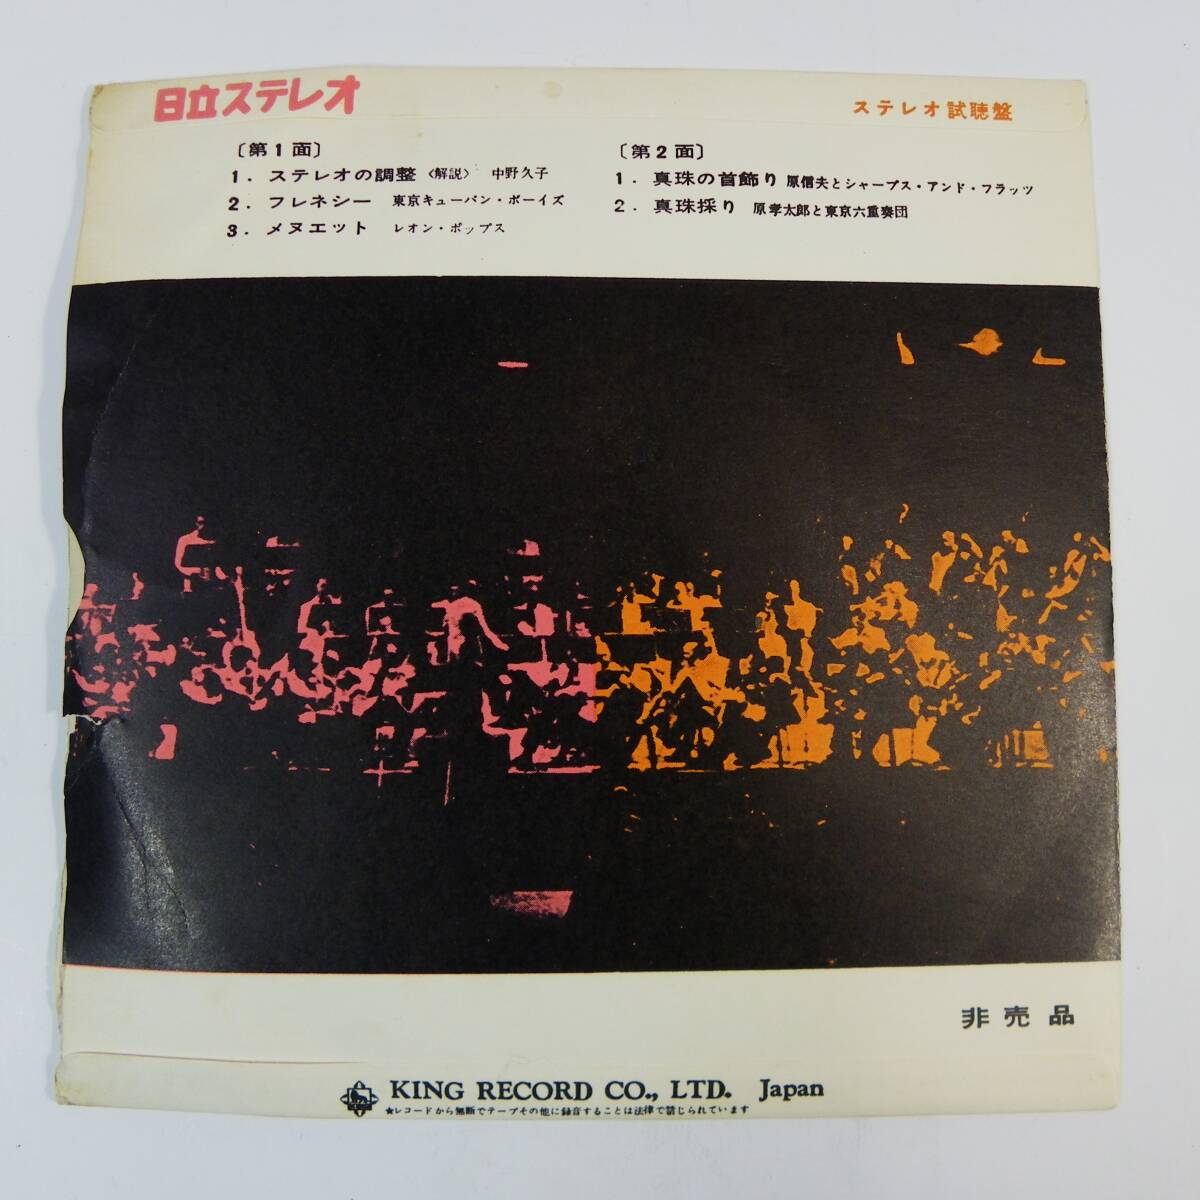 日立ステレオ
ステレオ試聴盤
〔第1面〕
1. ステレオの調整 〈解説〉 中野久子
2. フレネシー 東京キューバン・ボーイズ
3. メヌエット レオン・ポップス
〔第2面〕
1. 真珠の首飾り 原信夫とシャープス・アンド・フラッツ
2. 真珠採り 原孝太郎と東京六重奏団
非売品
KING RECORD CO., LTD. Japan
★レコードから無断でテープその他に録音することは法律で禁じられています